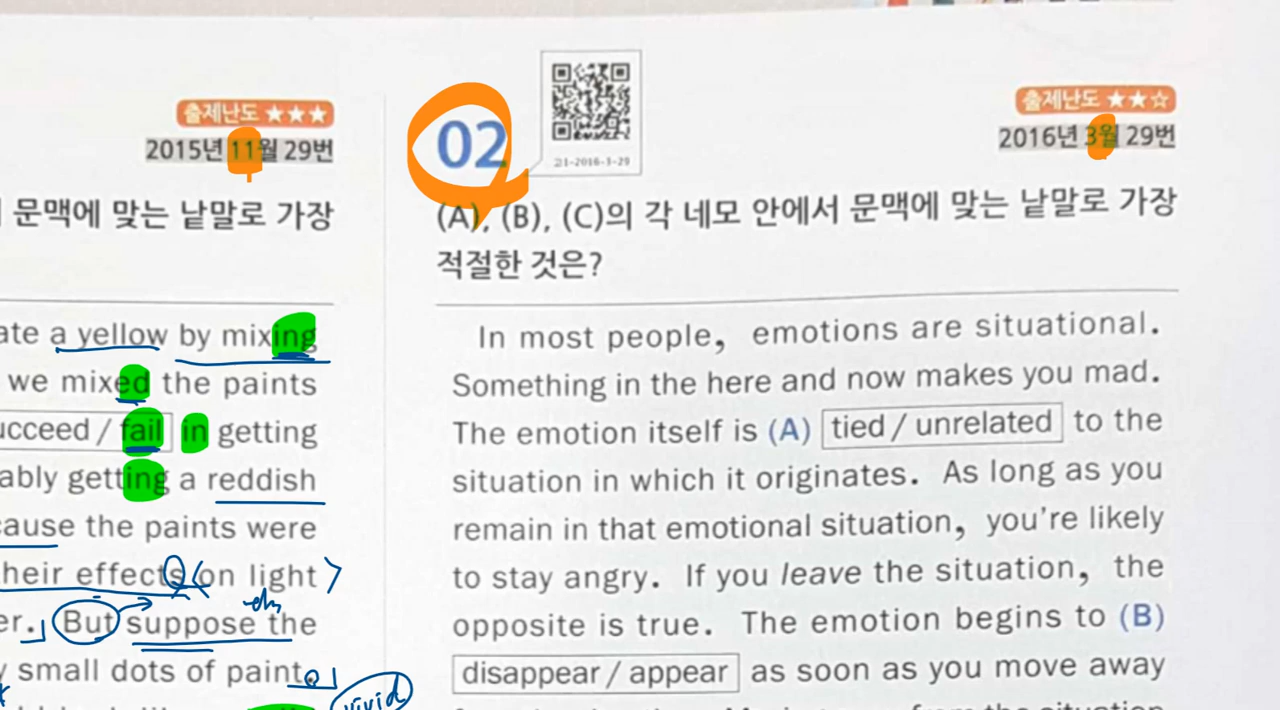 출제난도 ★★★
2015년 11월 29번
문맥에 맞는 낱말로 가장
ate a yellow by mixing
we mixed the paints
ucceed / fail in getting
ably getting a reddish
cause the paints were
heir effects on light
er. But suppose the
small dots of paint.
vivid
02
21-2016-3-29
출제난도 ★★☆
2016년 3월 29번
(A), (B), (C)의 각 네모 안에서 문맥에 맞는 낱말로 가장
적절한 것은?
In most people, emotions are situational.
Something in the here and now makes you mad.
The emotion itself is (A) tied / unrelated to the
situation in which it originates. As long as you
remain in that emotional situation, you're likely
to stay angry. If you leave the situation, the
opposite is true. The emotion begins to (B)
disappear / appear as soon as you move away
from the situation